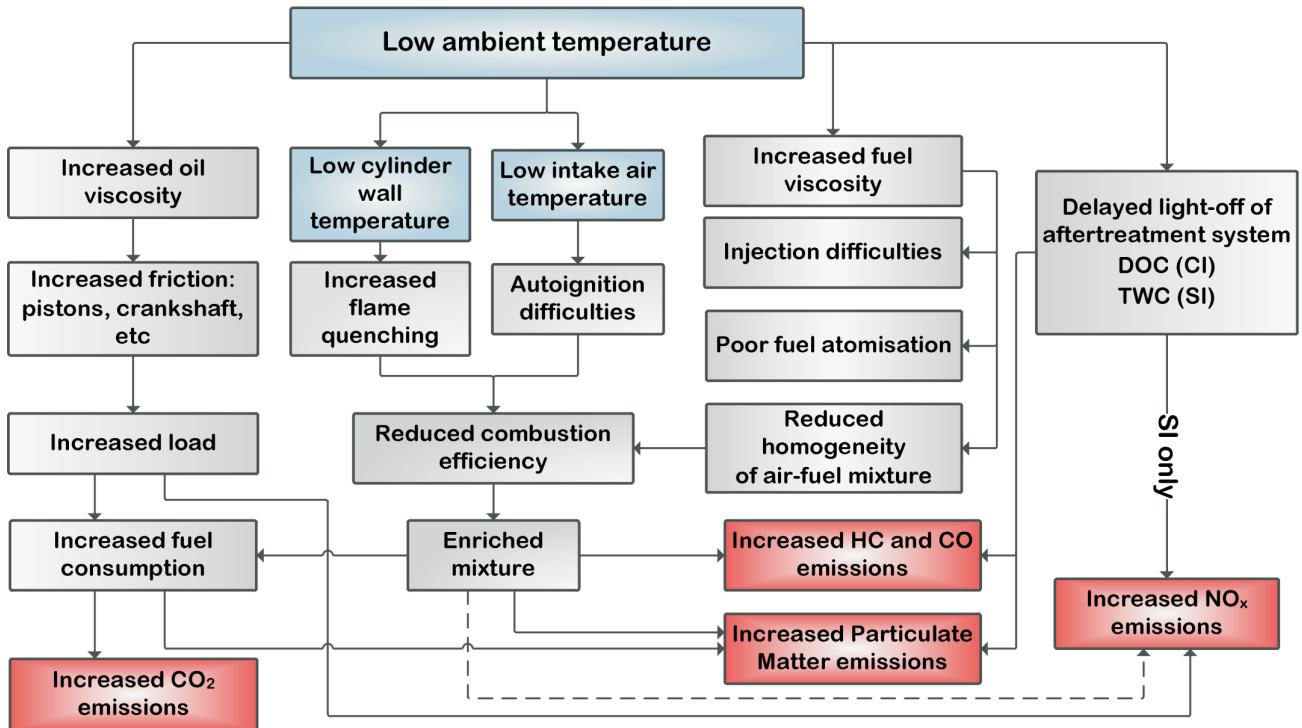 Low ambient temperature
Increased oil
viscosity
Low cylinder
wall
temperature
Low intake air
temperature
Increased fuel
viscosity
Delayed light-off of
aftertreatment system
DOC (CI)
TWC (SI)
Injection difficulties
Increased friction:
pistons, crankshaft,
etc
Increased
flame
quenching
Autoignition
difficulties
Poor fuel atomisation
Increased load
Reduced combustion
efficiency
Reduced
homogeneity
of air-fuel mixture
SI only
Increased fuel
consumption
Enriched
mixture
Increased HC and CO
emissions
Increased NOₓ
emissions
Increased Particulate
Matter emissions
Increased CO₂
emissions